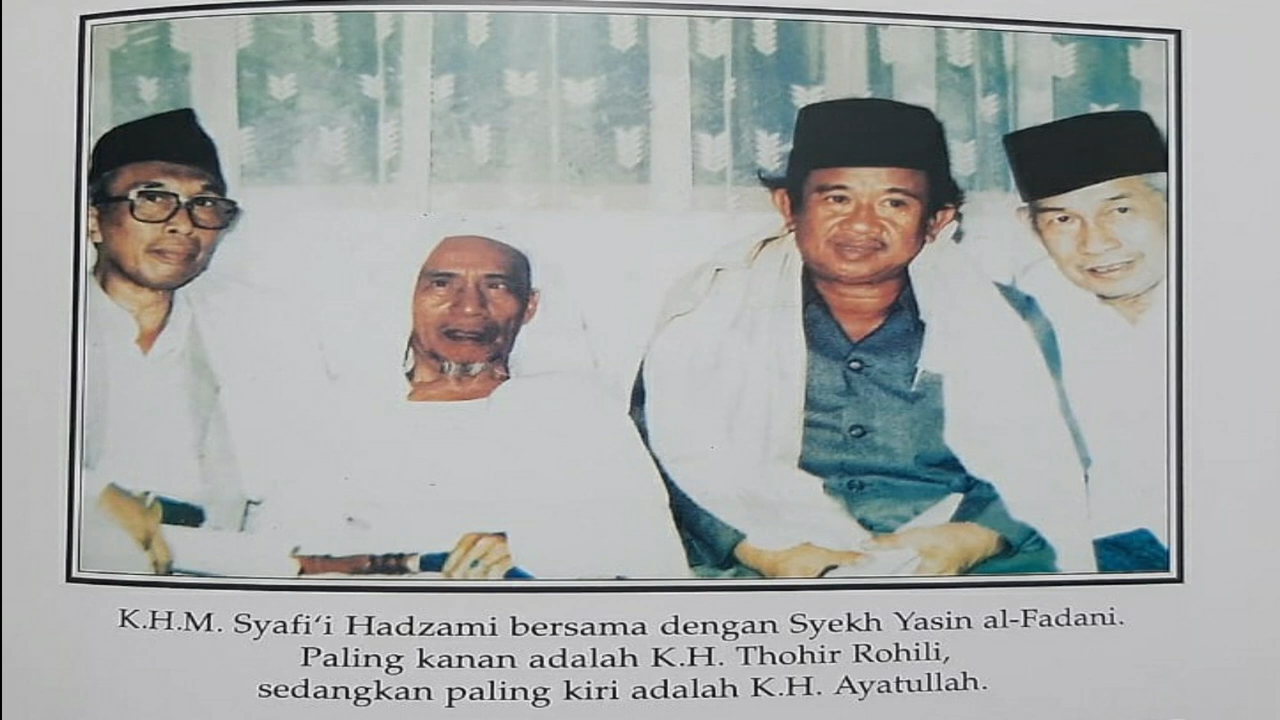 K.H.M. Syafi‘i Hadzami bersama dengan Syekh Yasin al-Fadani.
Paling kanan adalah K.H. Thohir Rohili,
sedangkan paling kiri adalah K.H. Ayatullah.